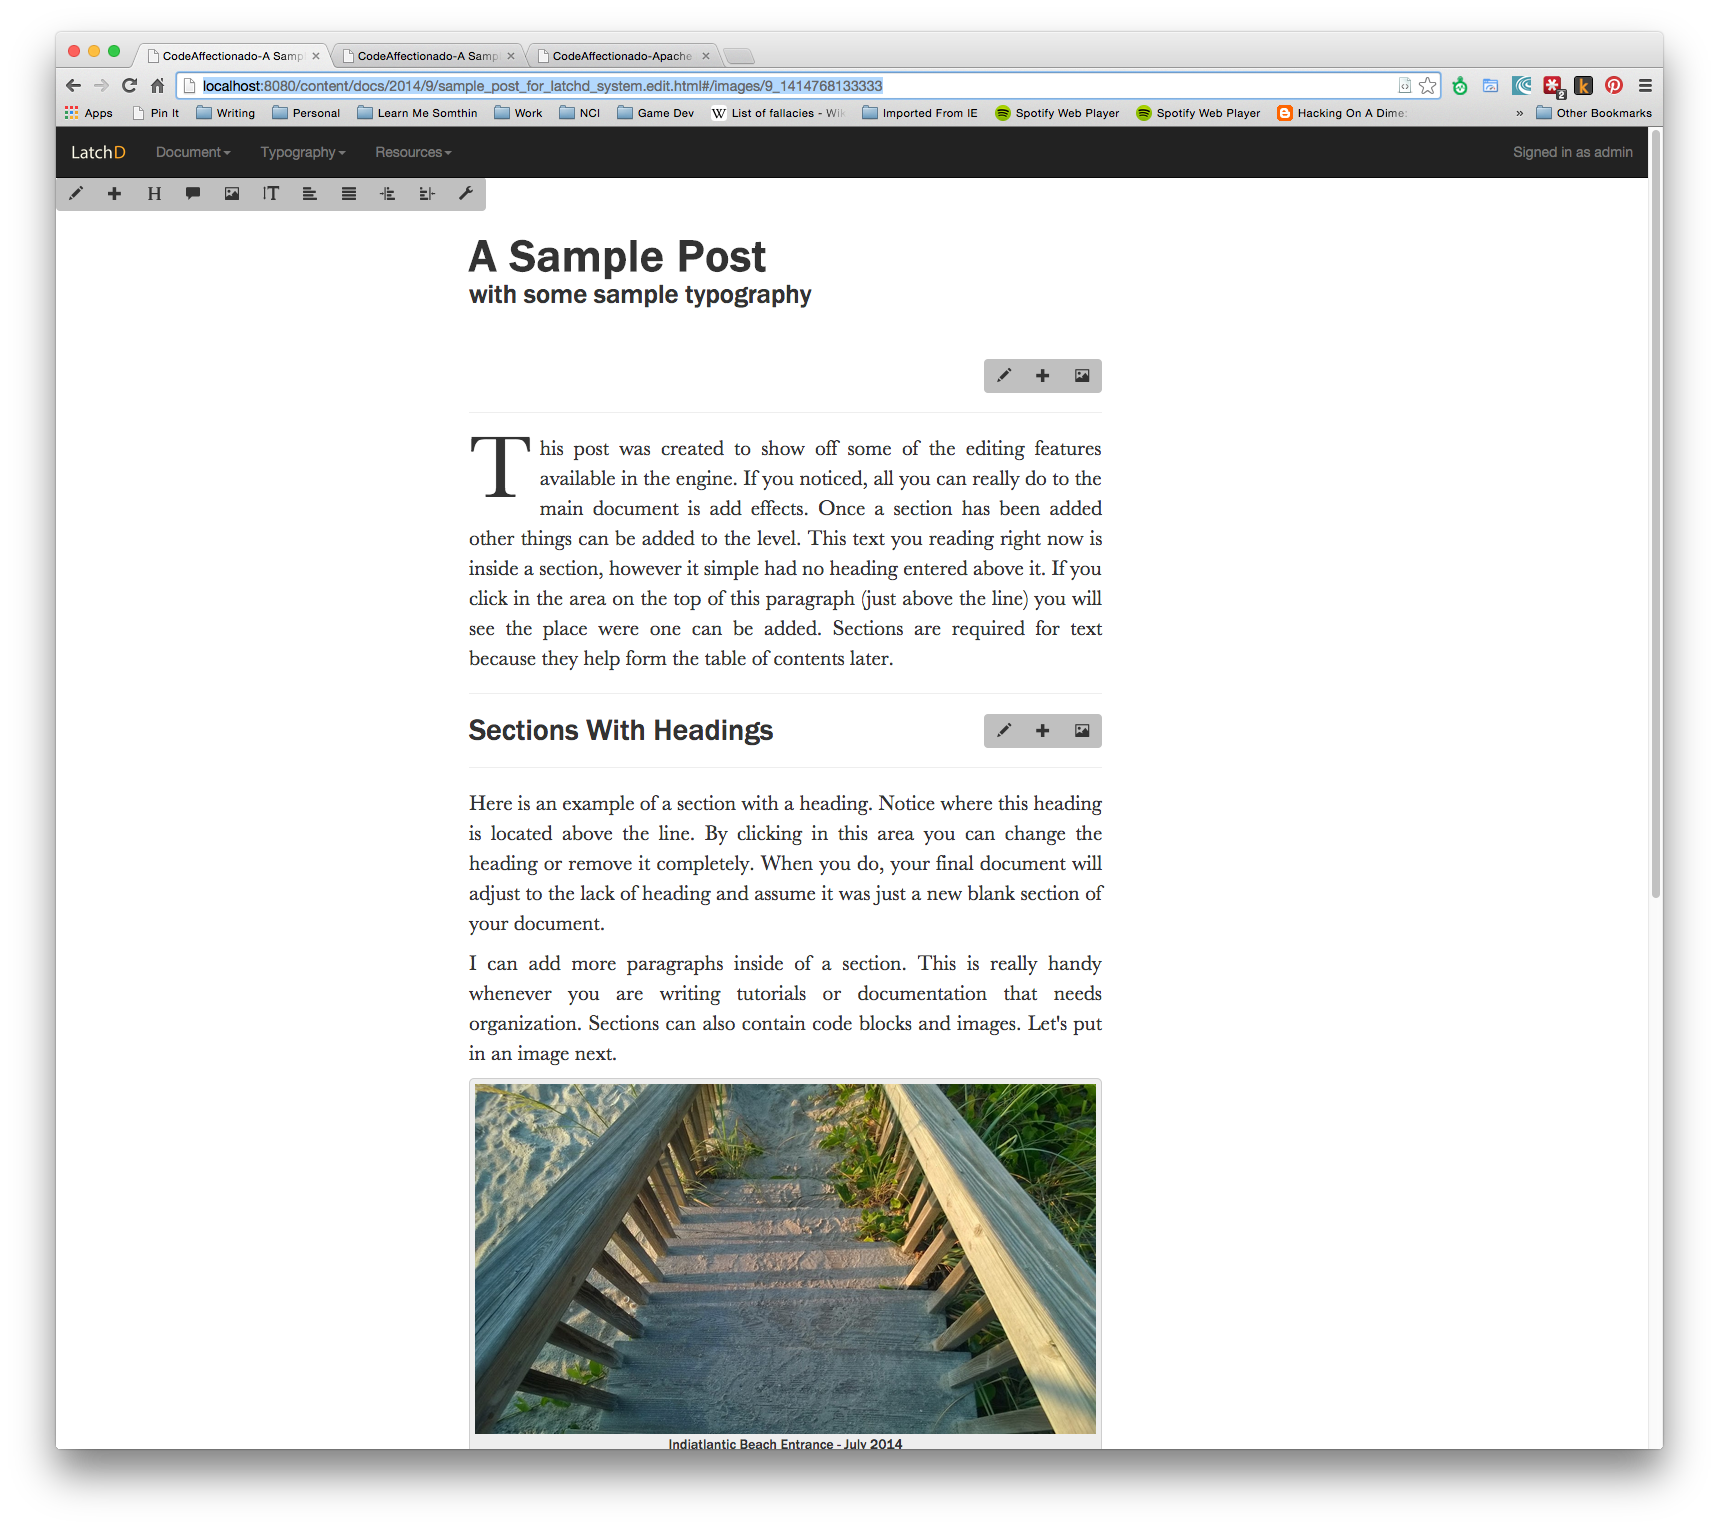 CodeAffectionado-A Samp
CodeAffectionado-A Samp
CodeAffectionado-Apache
localhost:8080/content/docs/2014/9/sample_post_for_latchd_system.edit.html#/images/9_1414768133333
2
k
Apps Pin It Writing Personal Learn Me Somthin Work NCI Game Dev W List of fallacies - Wik Imported From IE Spotify Web Player Spotify Web Player Hacking On A Dime: » Other Bookmarks
LatchD Document Typography Resources Signed in as admin
H T
A Sample Post
with some sample typography
This post was created to show off some of the editing features
available in the engine. If you noticed, all you can really do to the
main document is add effects. Once a section has been added
other things can be added to the level. This text you reading right now is
inside a section, however it simple had no heading entered above it. If you
click in the area on the top of this paragraph (just above the line) you will
see the place were one can be added. Sections are required for text
because they help form the table of contents later.
Sections With Headings
Here is an example of a section with a heading. Notice where this heading
is located above the line. By clicking in this area you can change the
heading or remove it completely. When you do, your final document will
adjust to the lack of heading and assume it was just a new blank section of
your document.
I can add more paragraphs inside of a section. This is really handy
whenever you are writing tutorials or documentation that needs
organization. Sections can also contain code blocks and images. Let's put
in an image next.
Indiatlantic Beach Entrance - July 2014